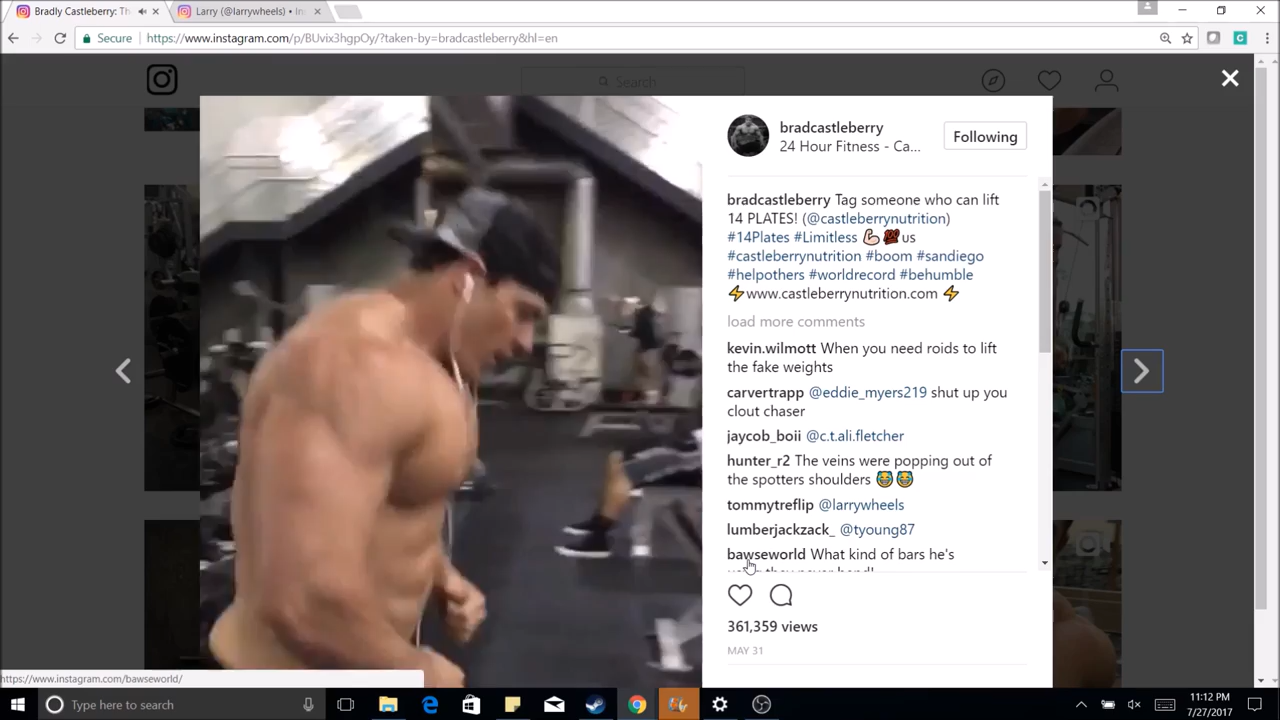 Bradly Castleberry: Th
Larry (@larrywheels) • In
Secure
https://www.instagram.com/p/BUvix3hgpOy/?taken-by=bradcastleberry&hl=en
Search
bradcastleberry
24 Hour Fitness - Ca...
Following
bradcastleberry Tag someone who can lift
14 PLATES! (@castleberrynutrition)
#14Plates #Limitless 💪🏻💯us
#castleberrynutrition #boom #sandiego
#helpothers #worldrecord #behumble
⚡www.castleberrynutrition.com ⚡
load more comments
kevin.wilmott When you need roids to lift
the fake weights
carvertrapp @eddie_myers219 shut up you
clout chaser
jaycob_boii @c.t.ali.fletcher
hunter_r2 The veins were popping out of
the spotters shoulders 😂😂
tommytreflip @larrywheels
lumberjackzack_ @tyoung87
bawseworld What kind of bars he's
361,359 views
MAY 31
https://www.instagram.com/bawseworld/
Type here to search
11:12 PM
7/27/2017